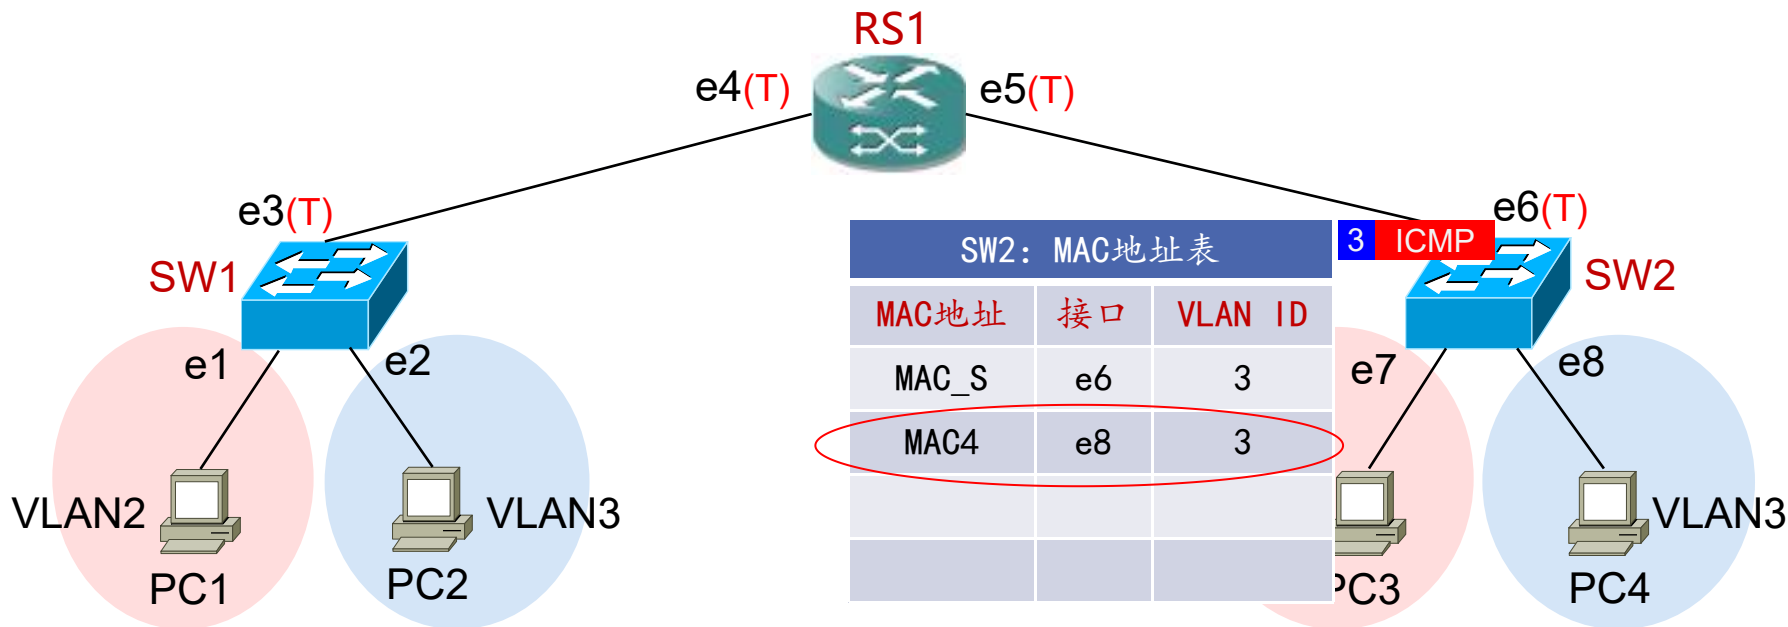 RS1
e4(T)
e5(T)
e3(T)
e6(T)
SW1
SW2
SW2: MAC地址表
3 ICMP
MAC地址 接口 VLAN ID
MAC_S e6 3
MAC4 e8 3
e1
e2
e7
e8
VLAN2
VLAN3
VLAN3
PC1
PC2
PC3
PC4